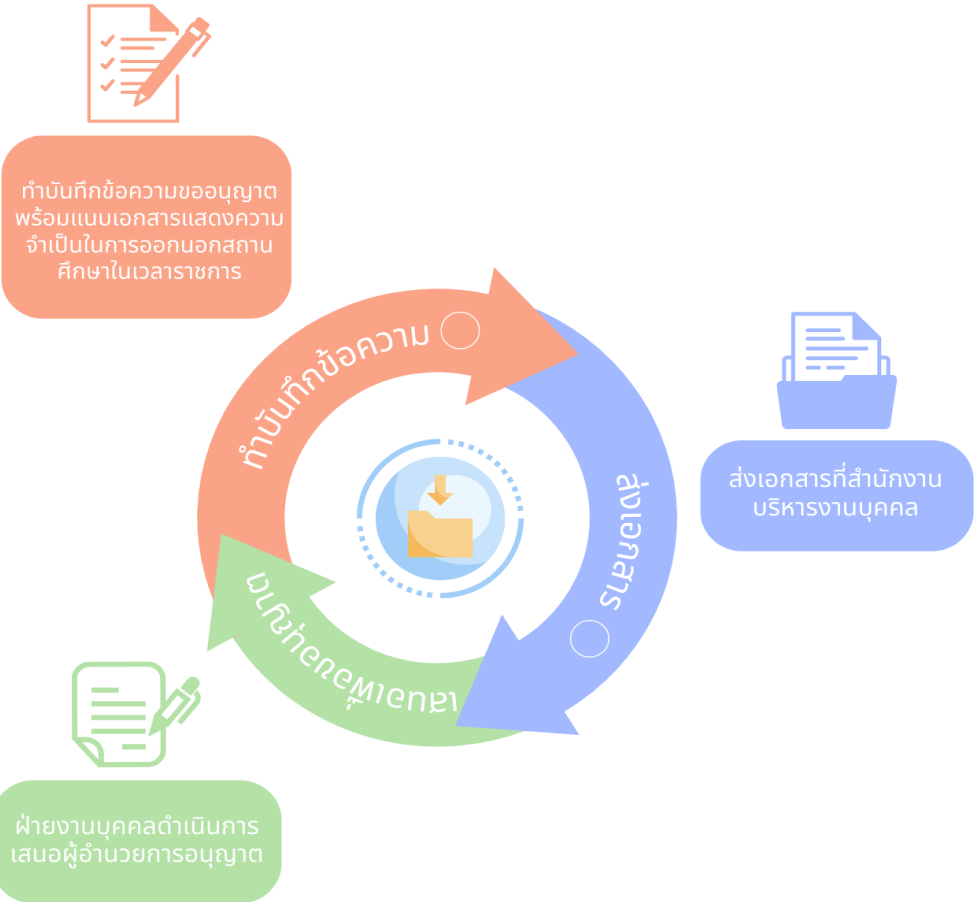 ทำบันทึกข้อความขออนุญาต
พร้อมแนบเอกสารแสดงความ
จำเป็นในการออกนอกสถาน
ศึกษาในเวลาราชการ
ทำบันทึกข้อความ
ส่งเอกสาร
ส่งเอกสารที่สำนักงาน
บริหารงานบุคคล
เสนอเพื่อขออนุญาต
ฝ่ายงานบุคคลดำเนินการ
เสนอผู้อำนวยการอนุญาต